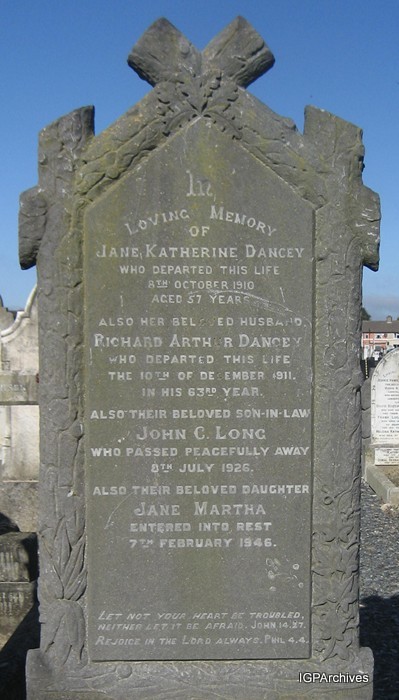 In
Loving Memory
OF
Jane Katherine Dancey
WHO DEPARTED THIS LIFE
8TH OCTOBER 1910
AGED 57 YEARS
ALSO HER BELOVED HUSBAND
Richard Arthur Dancey
WHO DEPARTED THIS LIFE
THE 10TH OF DECEMBER 1911.
IN HIS 63RD YEAR.
ALSO THEIR BELOVED SON-IN-LAW
John C. Long
WHO PASSED PEACEFULLY AWAY
8TH JULY 1926.
ALSO THEIR BELOVED DAUGHTER
Jane Martha
ENTERED INTO REST
7TH FEBRUARY 1946.
LET NOT YOUR HEART BE TROUBLED,
NEITHER LET IT BE AFRAID. JOHN 14.27.
REJOICE IN THE LORD ALWAYS. PHIL 4.4.
IGPArchives